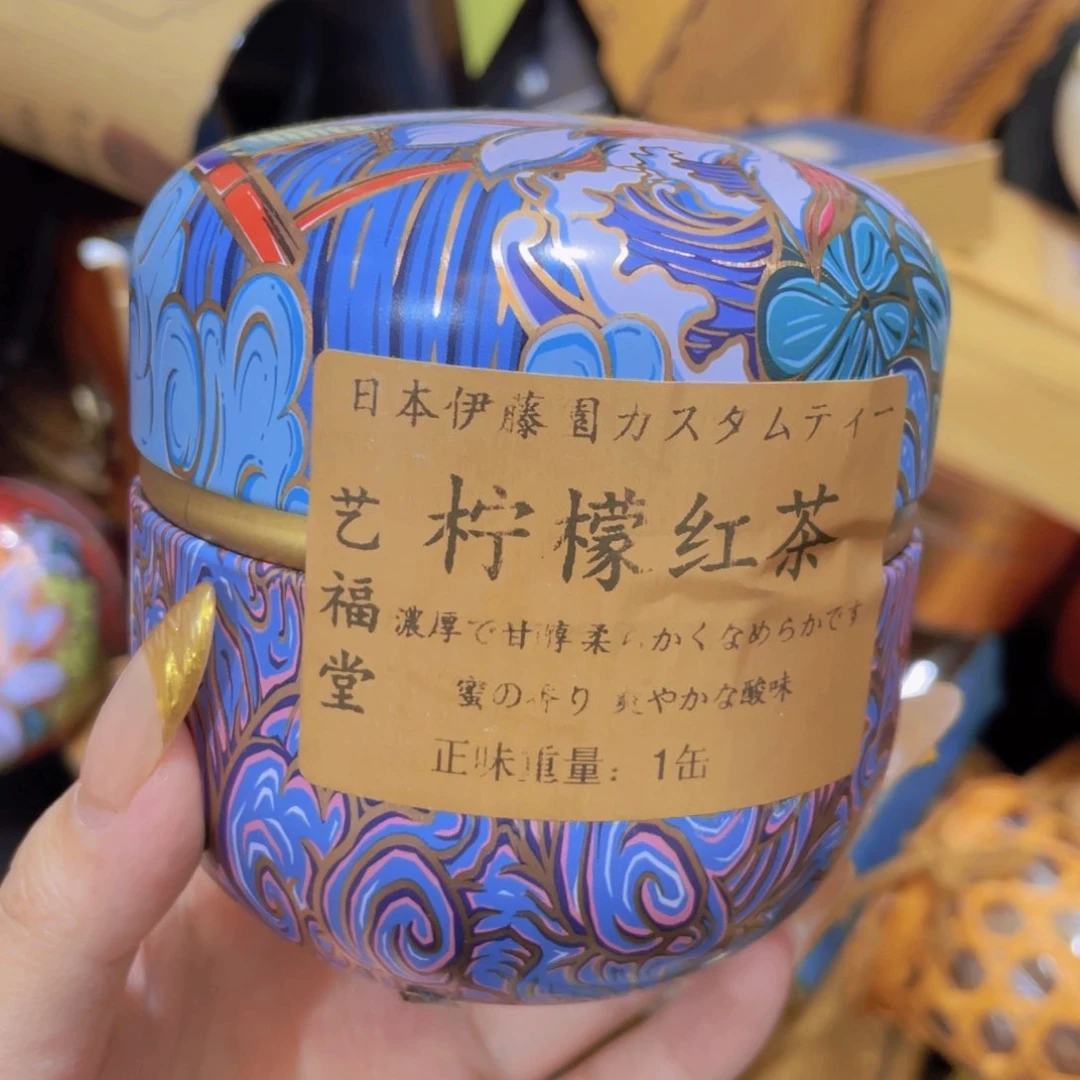 日本伊藤園カスタムティー
柠檬红茶
艺福堂
濃厚で甘醇柔らかくなめらかです
蜜の香り 爽やかな酸味
正味重量：1缶